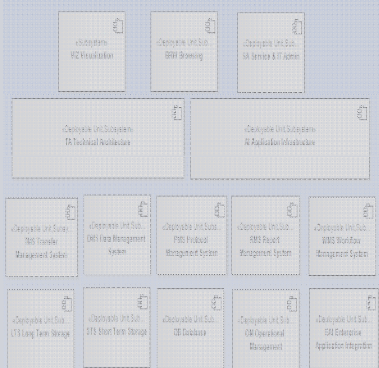 «Subsystem»
VIZ Visualization
«Deployable Unit,Sub...
BRW Browsing
«Deployable Unit,Sub...
VA Service & IT Admin
«Deployable Unit,Subsystem»
TA Technical Architecture
«Deployable Unit,Subsystem»
AI Application Infrastructure
«Deployable Unit,Subsy...
TMS Transfer
Management System
«Deployable Unit,Sub...
DMS Data Management
System
«Deployable Unit,Sub...
PMS Protocol
Management System
«Deployable Unit,Sub...
RMS Report
Management System
«Deployable Unit,Sub...
WMS Workflow
Management System
«Deployable Unit,Sub...
LTS Long Term Storage
«Deployable Unit,Sub...
STS Short Term Storage
«Deployable Unit,Sub...
DB Database
«Deployable Unit,Sub...
OM Operational
Management
«Deployable Unit,Sub...
EAI Enterprise
Application Integration